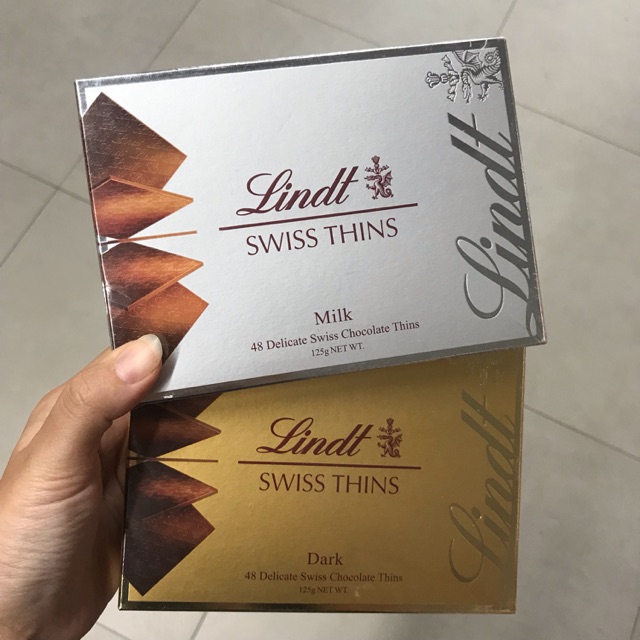 Lindt
SWISS THINS
Milk
48 Delicate Swiss Chocolate Thins
125g NET WT.
Lindt
Lindt
SWISS THINS
Dark
48 Delicate Swiss Chocolate Thins
125g NET WT.
Lindt